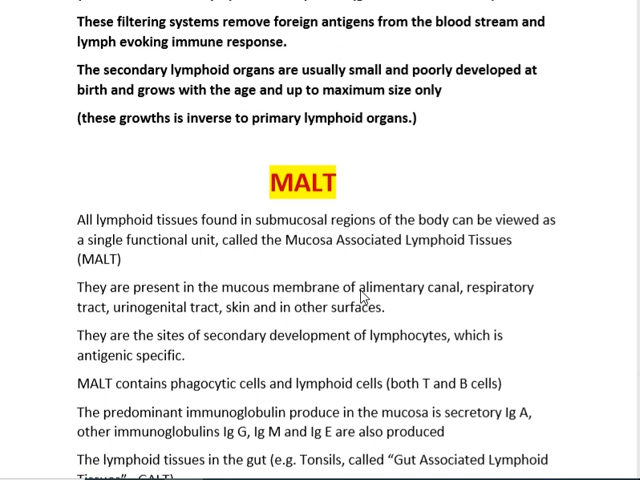 These filtering systems remove foreign antigens from the blood stream and
lymph evoking immune response.
The secondary lymphoid organs are usually small and poorly developed at
birth and grows with the age and up to maximum size only
(these growths is inverse to primary lymphoid organs.)
MALT
All lymphoid tissues found in submucosal regions of the body can be viewed as
a single functional unit, called the Mucosa Associated Lymphoid Tissues
(MALT)
They are present in the mucous membrane of alimentary canal, respiratory
tract, urinogenital tract, skin and in other surfaces.
They are the sites of secondary development of lymphocytes, which is
antigenic specific.
MALT contains phagocytic cells and lymphoid cells (both T and B cells)
The predominant immunoglobulin produce in the mucosa is secretory Ig A,
other immunoglobulins Ig G, Ig M and Ig E are also produced
The lymphoid tissues in the gut (e.g. Tonsils, called “Gut Associated Lymphoid